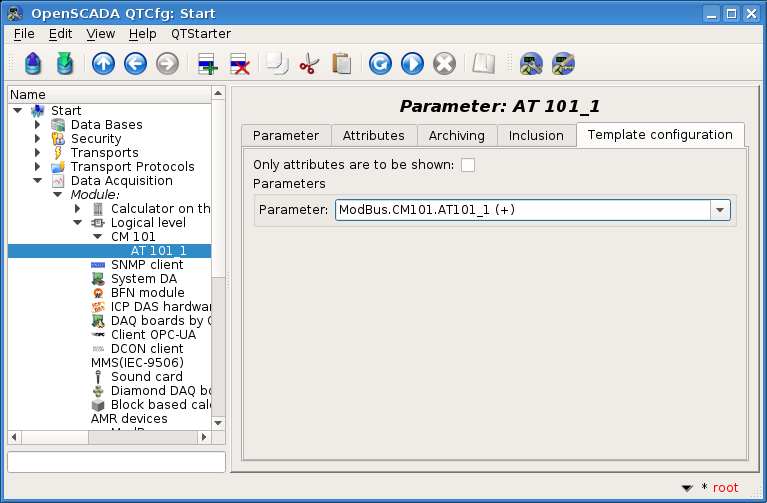 OpenSCADA QTCfg: Start
File Edit View Help QTStarter
Name
Start
Data Bases
Security
Transports
Transport Protocols
Data Acquisition
Module:
Calculator on th
Logical level
CM 101
AT 101_1
SNMP client
System DA
BFN module
ICP DAS hardwa
DAQ boards by
Client OPC-UA
DCON client
MMS(IEC-9506)
Sound card
Diamond DAQ bo
Block based calc
AMR devices
Parameter: AT 101_1
Parameter Attributes Archiving Inclusion Template configuration
Only attributes are to be shown:
Parameters
Parameter: ModBus.CM101.AT101_1 (+)
* root